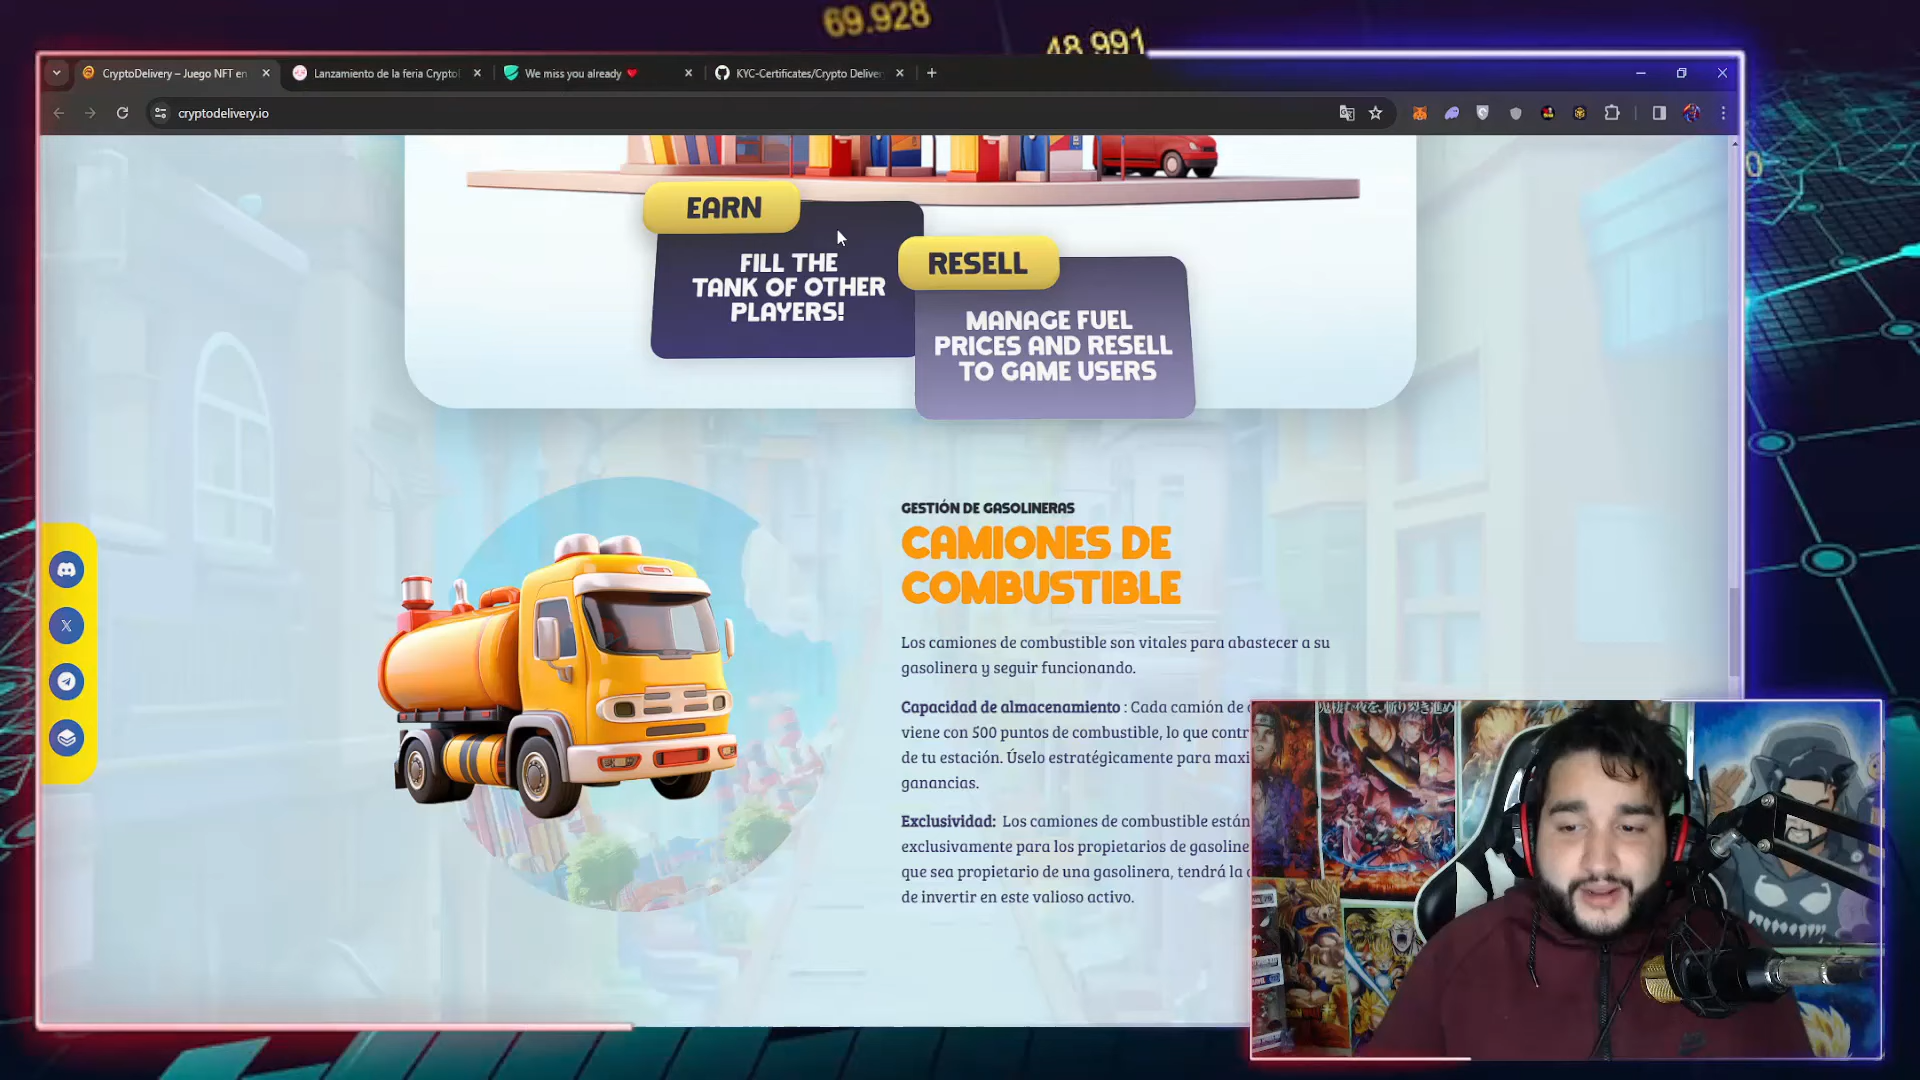 69.928
48.991
CryptoDelivery – Juego NFT en
Lanzamiento de la feria Cryptol
We miss you already
KYC-Certificates/Crypto Deliver
cryptodelivery.io
EARN
FILL THE
TANK OF OTHER
PLAYERS!
RESELL
MANAGE FUEL
PRICES AND RESELL
TO GAME USERS
GESTIÓN DE GASOLINERAS
CAMIONES DE
COMBUSTIBLE
Los camiones de combustible son vitales para abastecer a su
gasolinera y seguir funcionando.
Capacidad de almacenamiento : Cada camión de
viene con 500 puntos de combustible, lo que contr
de tu estación. Úselo estratégicamente para maxi
ganancias.
Exclusividad: Los camiones de combustible están
exclusivamente para los propietarios de gasoline
que sea propietario de una gasolinera, tendrá la
de invertir en este valioso activo.